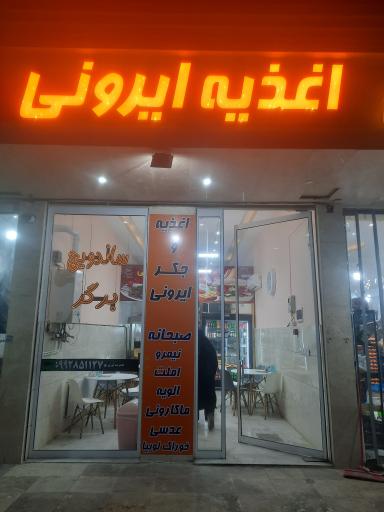 اغذیه ایرونی
ساندویچ
برگر
اغذیه
و
جگر
ایرونی
صبحانه
نیمرو
املت
الویه
ماکارونی
عدسی
خوراک لوبیا